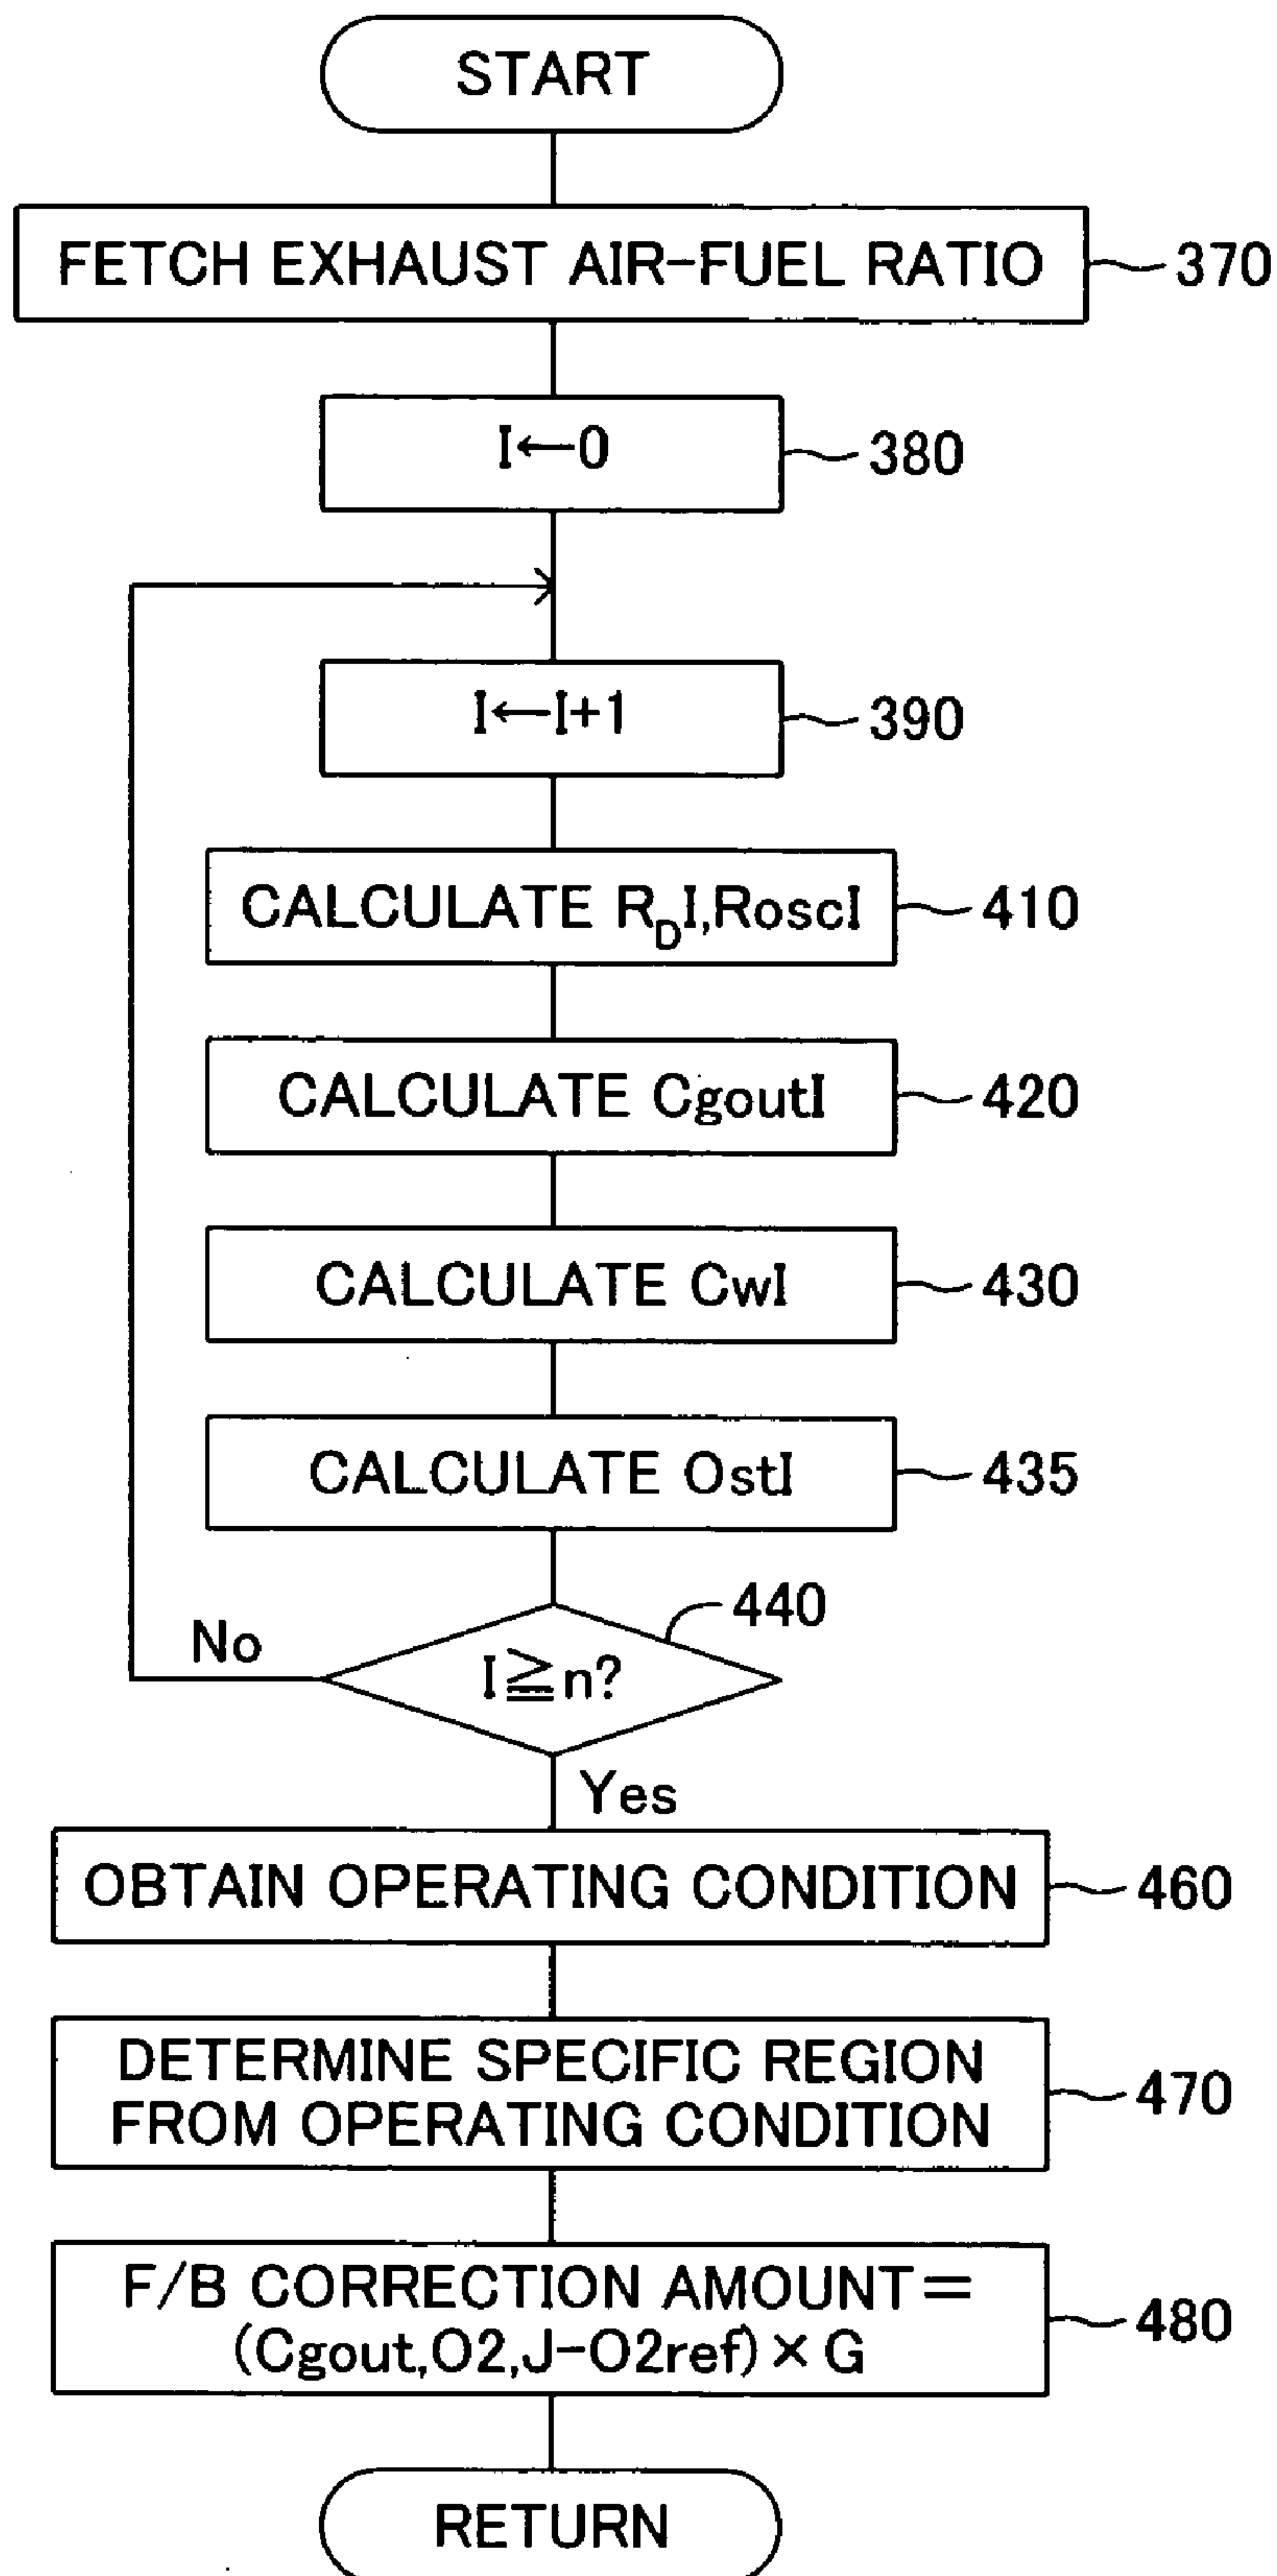 START
FETCH EXHAUST AIR-FUEL RATIO
370
I←0
380
I←I+1
390
CALCULATE RDI,RoscI
410
CALCULATE CgoutI
420
CALCULATE CwI
430
CALCULATE OstI
435
440
No
I≧n?
Yes
OBTAIN OPERATING CONDITION
460
DETERMINE SPECIFIC REGION
FROM OPERATING CONDITION
470
F/B CORRECTION AMOUNT=
(Cgout,O2,J-O2ref)×G
480
RETURN